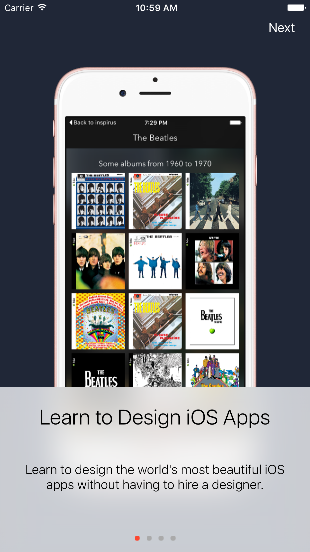 Carrier 10:59 AM
Next
Back to inspirus 7:29 PM
The Beatles
Some albums from 1960 to 1970
THE BEATLES
THE
BEATLES
THE
BEATLES
Learn to Design iOS Apps
Learn to design the world's most beautiful iOS
apps without having to hire a designer.